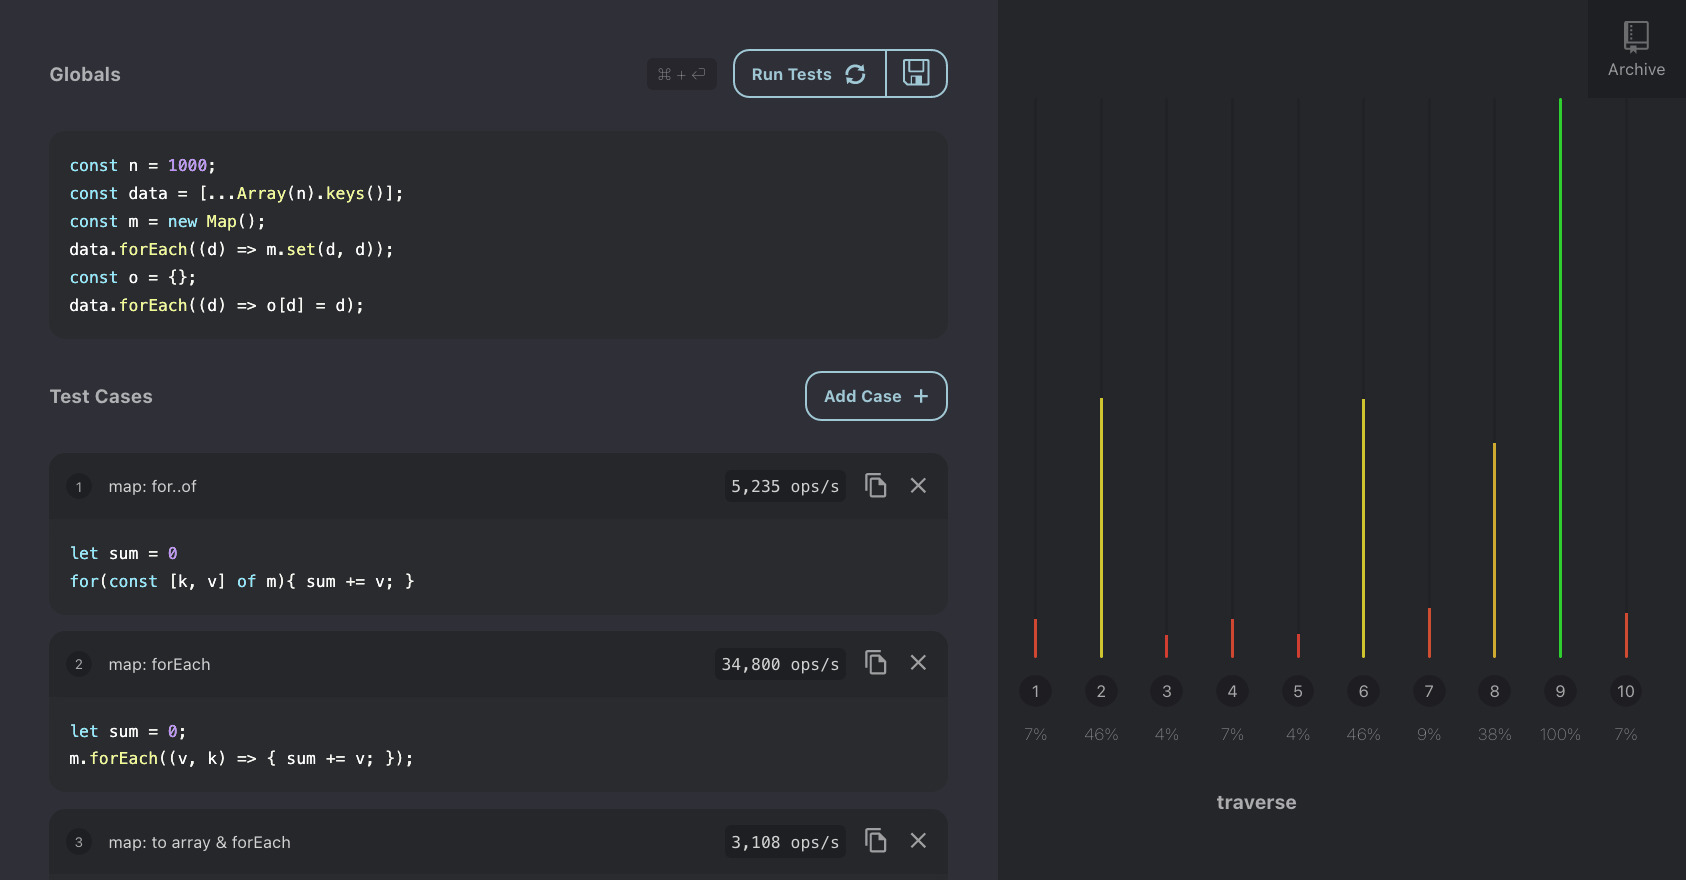 Globals
⌘ + ⏎
Run Tests
const n = 1000;
const data = [...Array(n).keys()];
const m = new Map();
data.forEach((d) => m.set(d, d));
const o = {};
data.forEach((d) => o[d] = d);
Test Cases
Add Case +
1 map: for..of 5,235 ops/s
let sum = 0
for(const [k, v] of m){ sum += v; }
2 map: forEach 34,800 ops/s
let sum = 0;
m.forEach((v, k) => { sum += v; });
3 map: to array & forEach 3,108 ops/s
Archive
1 2 3 4 5 6 7 8 9 10
7% 46% 4% 7% 4% 46% 9% 38% 100% 7%
traverse